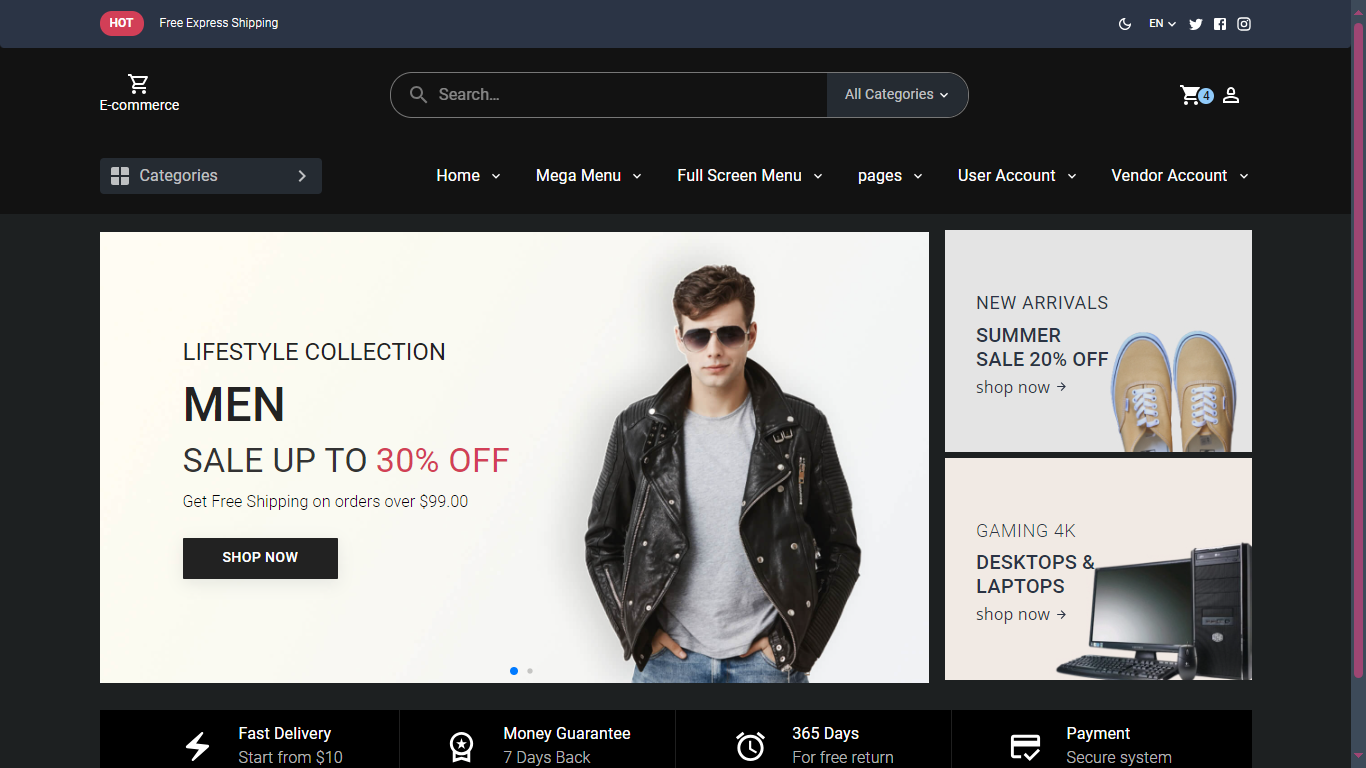 HOT Free Express Shipping EN
E-commerce
Search...
All Categories
4
Categories
Home Mega Menu Full Screen Menu pages User Account Vendor Account
LIFESTYLE COLLECTION
MEN
SALE UP TO 30% OFF
Get Free Shipping on orders over $99.00
SHOP NOW
NEW ARRIVALS
SUMMER
SALE 20% OFF
shop now
GAMING 4K
DESKTOPS &
LAPTOPS
shop now
Fast Delivery
Start from $10
Money Guarantee
7 Days Back
365 Days
For free return
Payment
Secure system